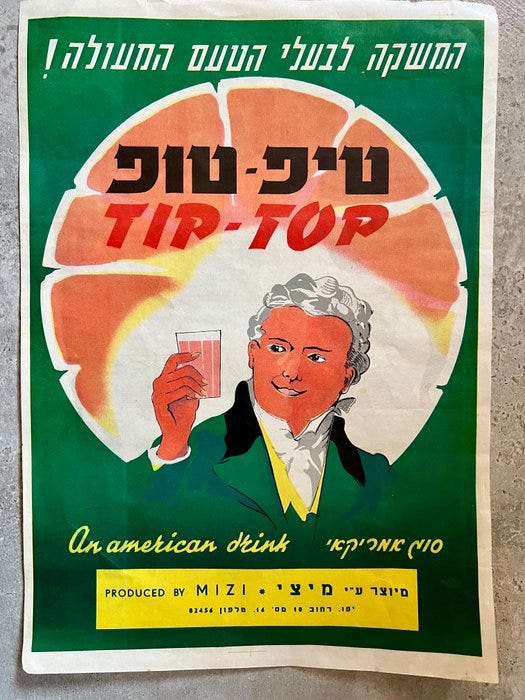 המשקה לבעלי הטעם המעולה!
טיפ-טופ
TIP-TOP
An american drink סוג אמריקאי
PRODUCED BY MIZI • מיוצר ע"י מיצי
יפו. רחוב 10 מס' 16. טלפון 82456